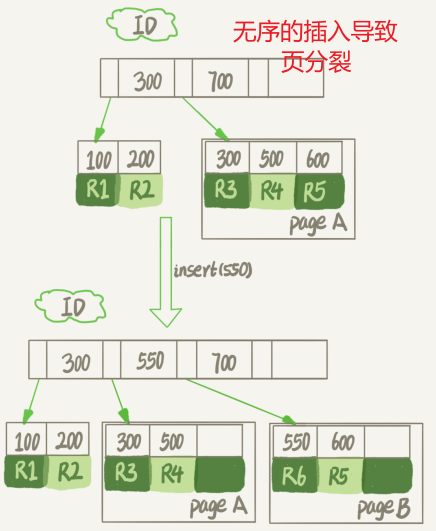 ID
无序的插入导致
页分裂
300 700
100 200
R1 R2
300 500 600
R3 R4 R5
page A
insert(550)
ID
300 550 700
100 200
R1 R2
300 500
R3 R4
page A
550 600
R6 R5
page B